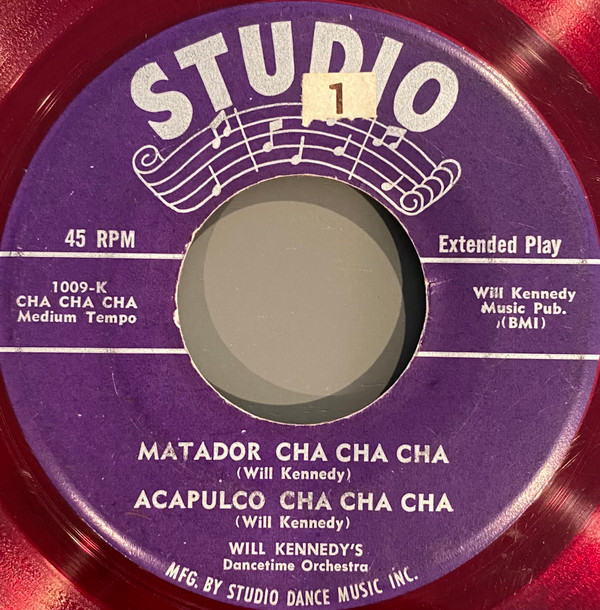 STUDIO
1
45 RPM
Extended Play
1009-K
CHA CHA CHA
Medium Tempo
Will Kennedy
Music Pub.
(BMI)
MATADOR CHA CHA CHA
(Will Kennedy)
ACAPULCO CHA CHA CHA
(Will Kennedy)
WILL KENNEDY'S
Dancetime Orchestra
MFG. BY STUDIO DANCE MUSIC INC.